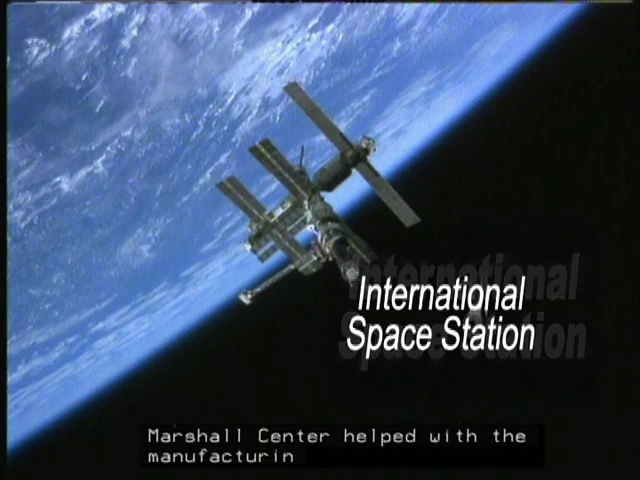 International
Space Station
Marshall Center helped with the
manufacturin